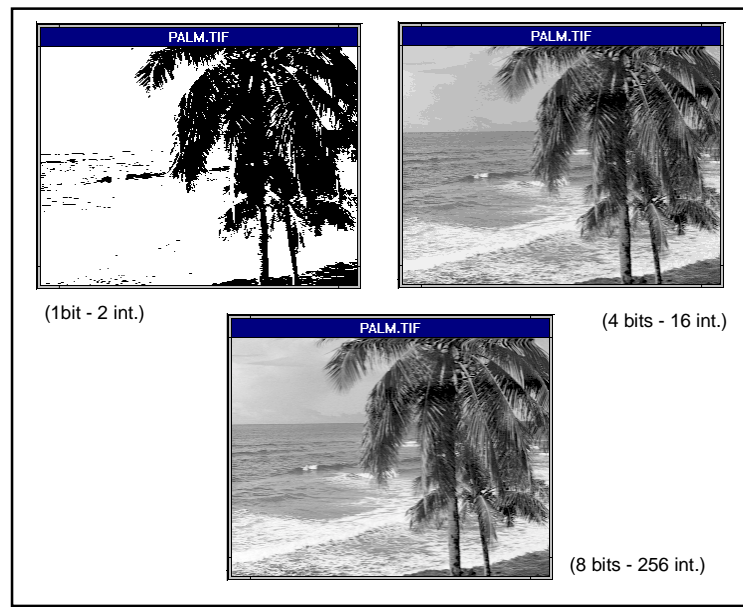 PALM.TIF
PALM.TIF
(1bit - 2 int.)
(4 bits - 16 int.)
PALM.TIF
(8 bits - 256 int.)